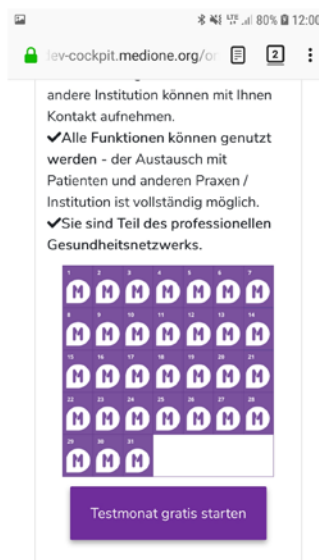 80% 12:00
dev-cockpit.medione.org/or
2
andere Institution können mit Ihnen
Kontakt aufnehmen.
✔Alle Funktionen können genutzt
werden - der Austausch mit
Patienten und anderen Praxen /
Institution ist vollständig möglich.
✔Sie sind Teil des professionellen
Gesundheitsnetzwerks.
1 2 3 4 5 6 7
M M M M M M M
8 9 10 11 12 13 14
M M M M M M M
15 16 17 18 19 20 21
M M M M M M M
22 23 24 25 26 27 28
M M M M M M M
29 30 31
M M M
Testmonat gratis starten